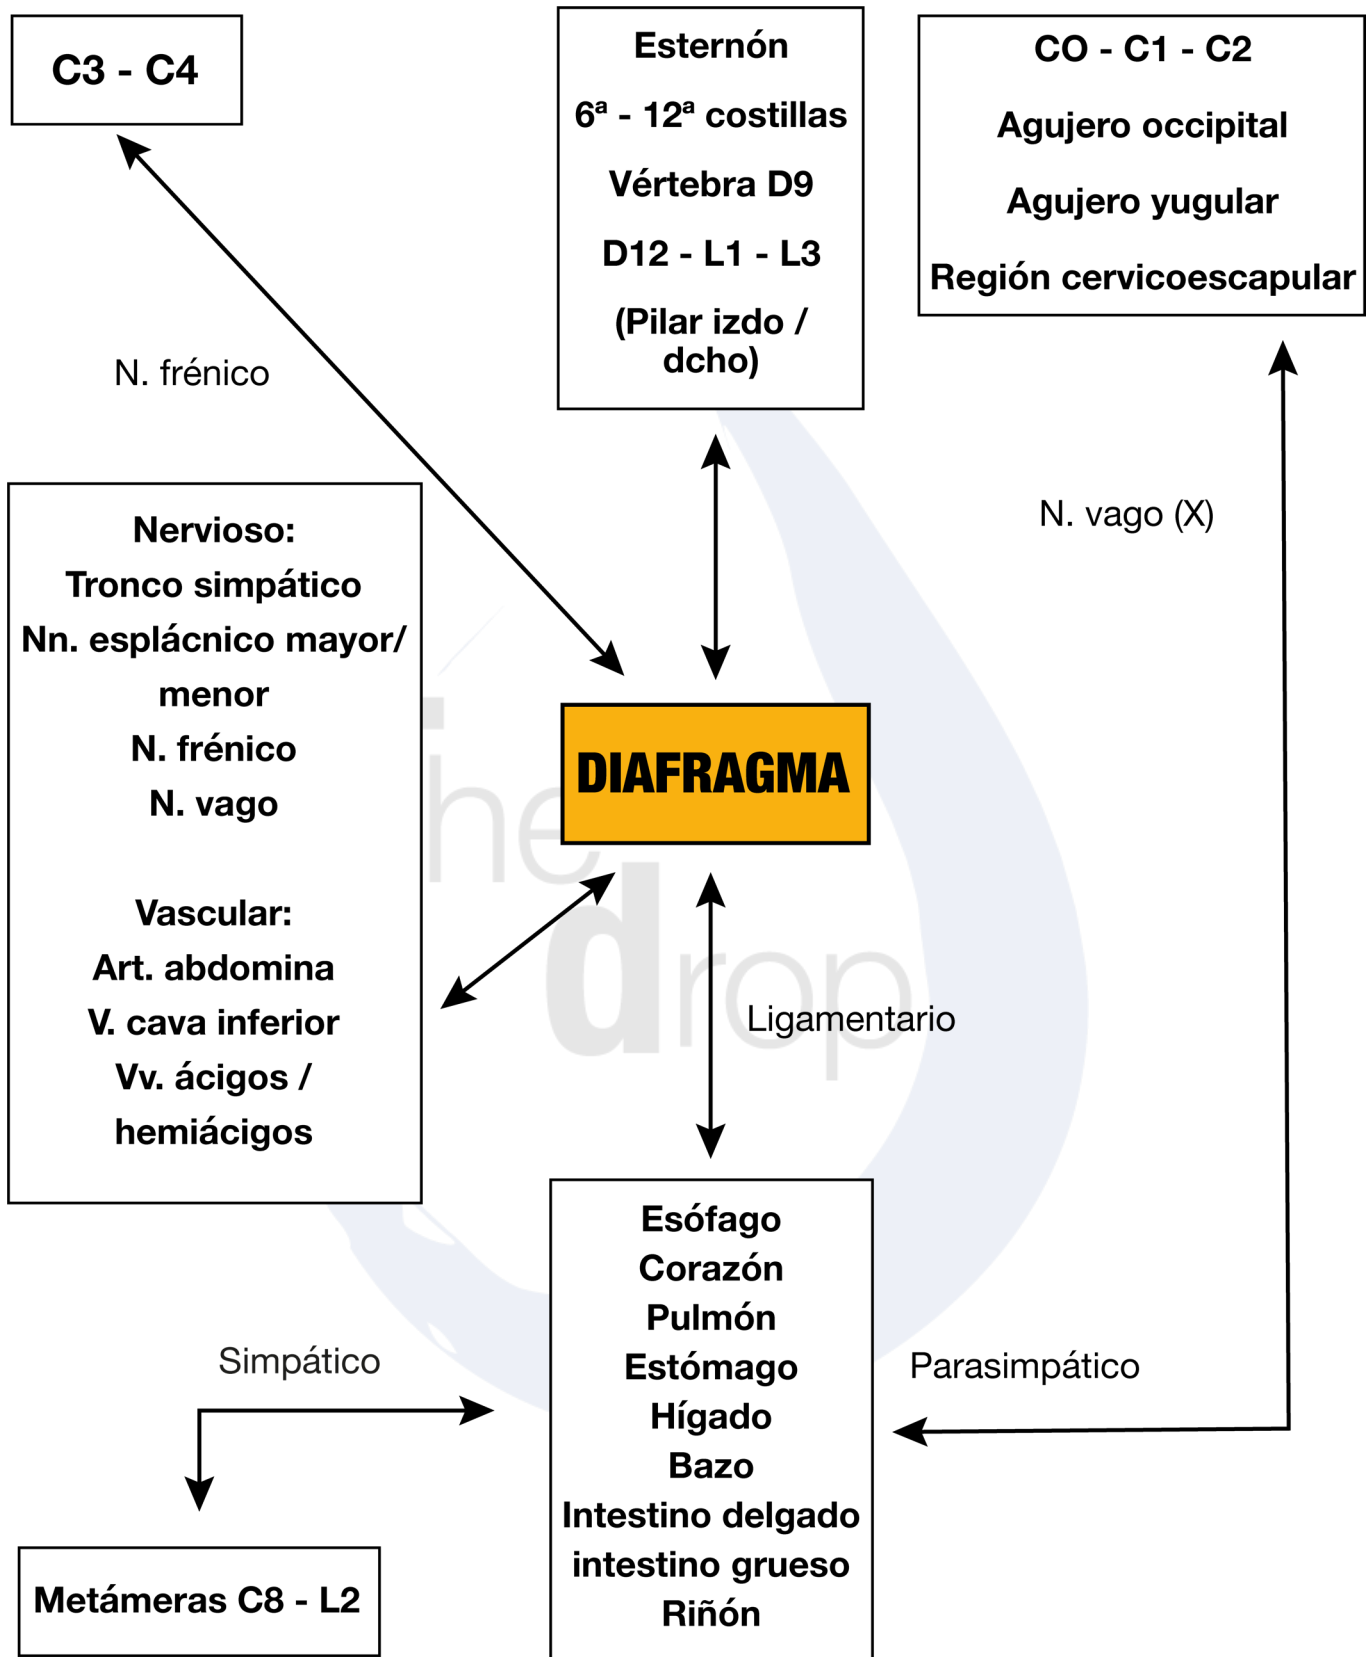 C3 - C4
Esternón
6ª - 12ª costillas
Vértebra D9
D12 - L1 - L3
(Pilar izdo /
dcho)
CO - C1 - C2
Agujero occipital
Agujero yugular
Región cervicoescapular
N. frénico
N. vago (X)
Nervioso:
Tronco simpático
Nn. esplácnico mayor/
menor
N. frénico
N. vago
Vascular:
Art. abdomina
V. cava inferior
Vv. ácigos /
hemiácigos
DIAFRAGMA
he
drop
Ligamentario
Esófago
Corazón
Pulmón
Estómago
Hígado
Bazo
Intestino delgado
intestino grueso
Riñón
Simpático
Parasimpático
Metámeras C8 - L2